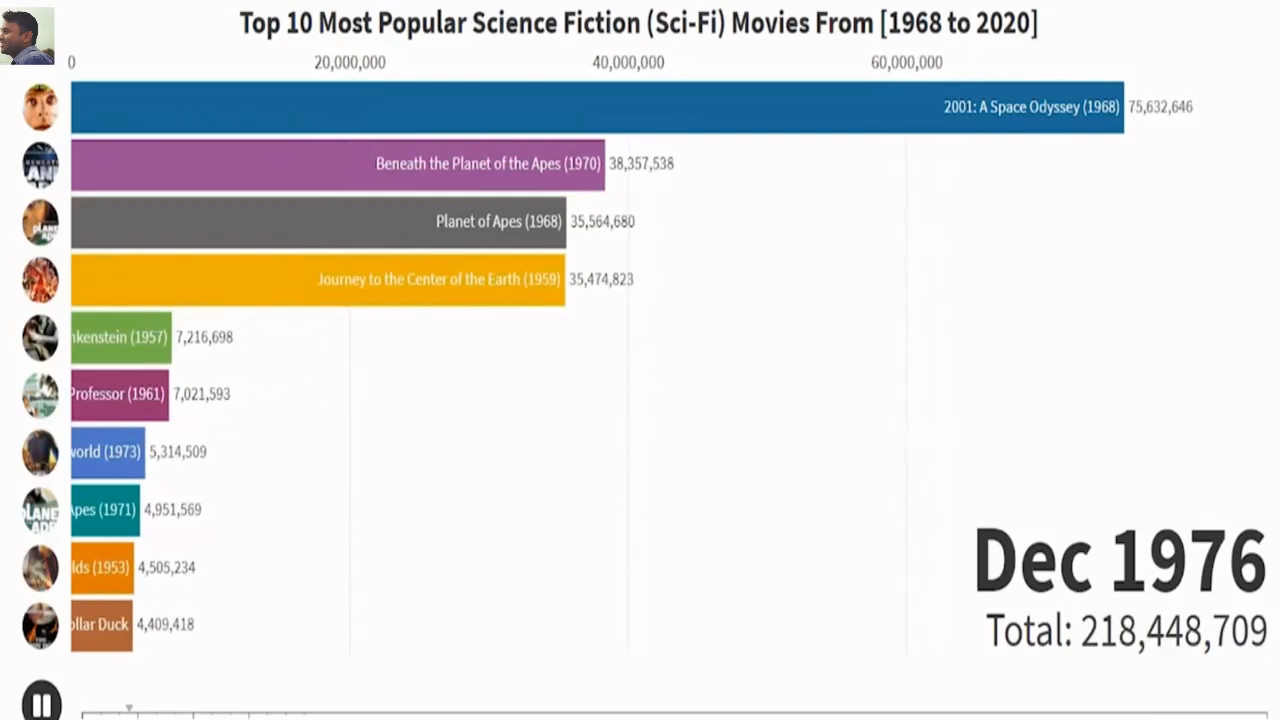 Top 10 Most Popular Science Fiction (Sci-Fi) Movies From [1968 to 2020]
0 20,000,000 40,000,000 60,000,000
2001: A Space Odyssey (1968) 75,632,646
Beneath the Planet of the Apes (1970) 38,357,538
Planet of Apes (1968) 35,564,680
Journey to the Center of the Earth (1959) 35,474,823
nkenstein (1957) 7,216,698
Professor (1961) 7,021,593
world (1973) 5,314,509
Apes (1971) 4,951,569
lds (1953) 4,505,234
ollar Duck 4,409,418
Dec 1976
Total: 218,448,709